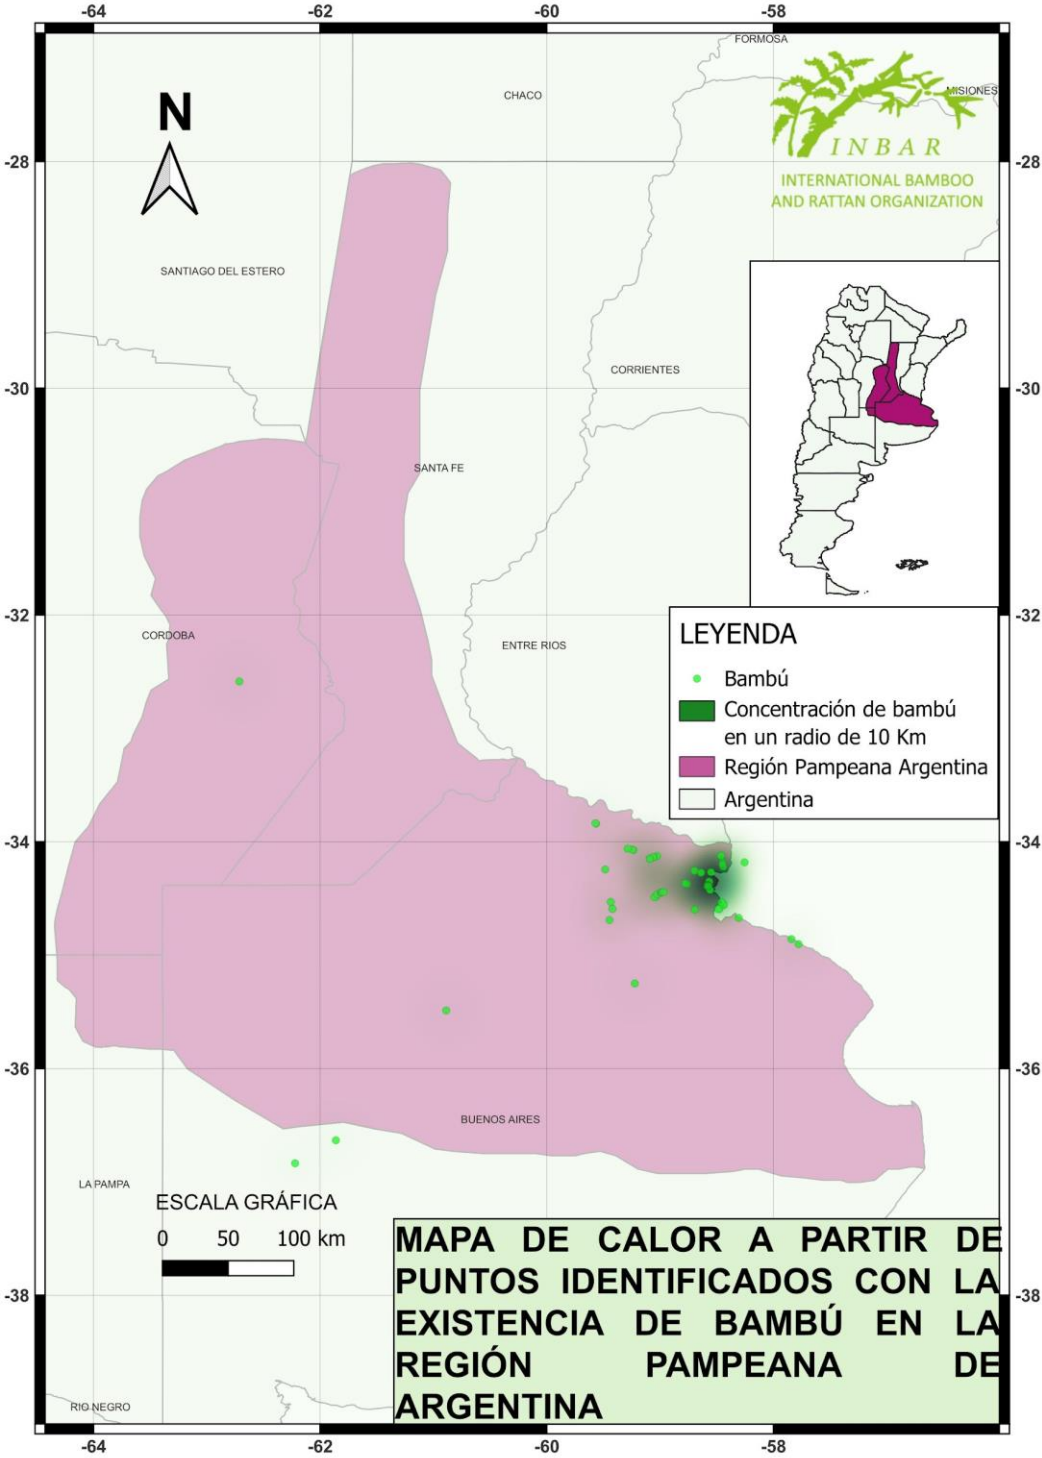 -64
-62
-60
-58
FORMOSA
MISIONES
CHACO
N
INBAR
INTERNATIONAL BAMBOO
AND RATTAN ORGANIZATION
-28
-28
SANTIAGO DEL ESTERO
CORRIENTES
-30
-30
SANTA FE
-32
-32
CORDOBA
ENTRE RIOS
LEYENDA
Bambú
Concentración de bambú
en un radio de 10 Km
Región Pampeana Argentina
Argentina
-34
-34
-36
-36
BUENOS AIRES
LA PAMPA
ESCALA GRÁFICA
0 50 100 km
MAPA DE CALOR A PARTIR DE
PUNTOS IDENTIFICADOS CON LA
EXISTENCIA DE BAMBÚ EN LA
REGIÓN PAMPEANA DE
ARGENTINA
-38
-38
RIO NEGRO
-64
-62
-60
-58